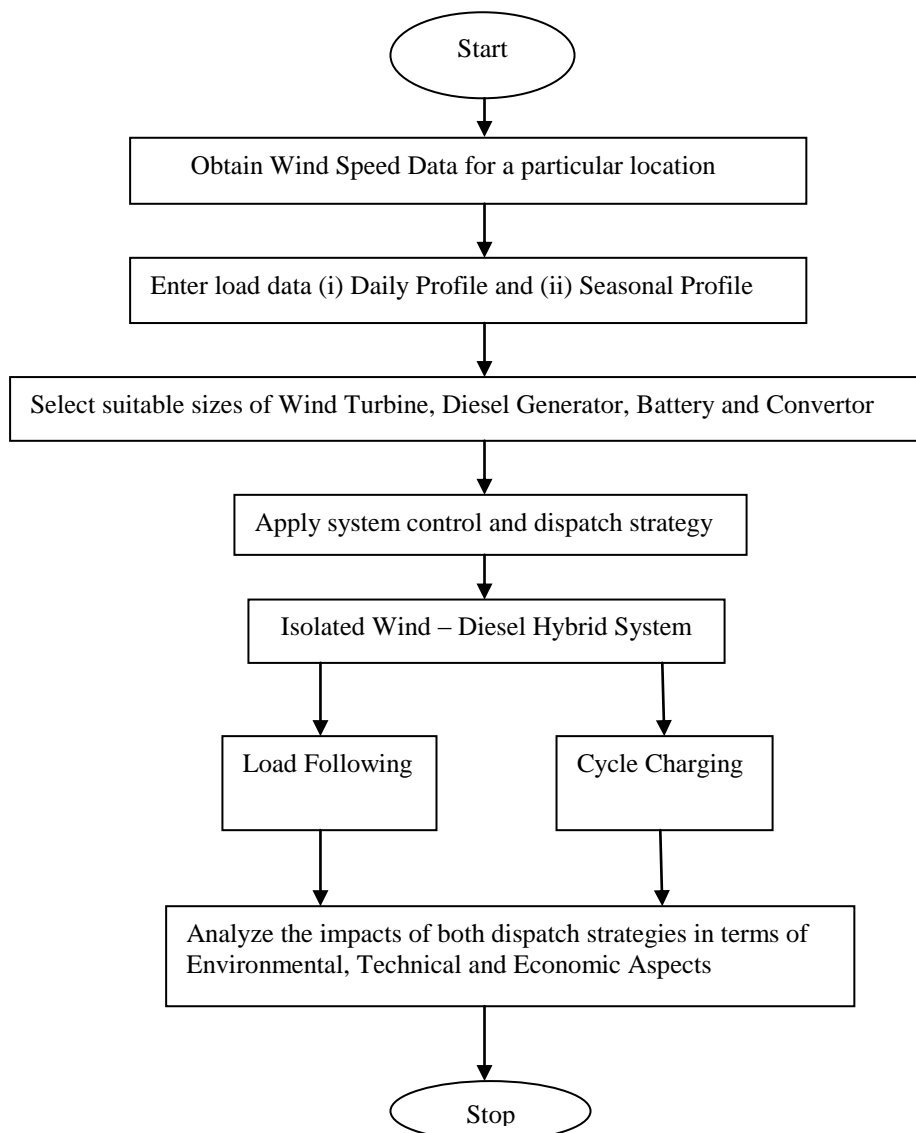 Start
Obtain Wind Speed Data for a particular location
Enter load data (i) Daily Profile and (ii) Seasonal Profile
Select suitable sizes of Wind Turbine, Diesel Generator, Battery and Convertor
Apply system control and dispatch strategy
Isolated Wind – Diesel Hybrid System
Load Following
Cycle Charging
Analyze the impacts of both dispatch strategies in terms of
Environmental, Technical and Economic Aspects
Stop